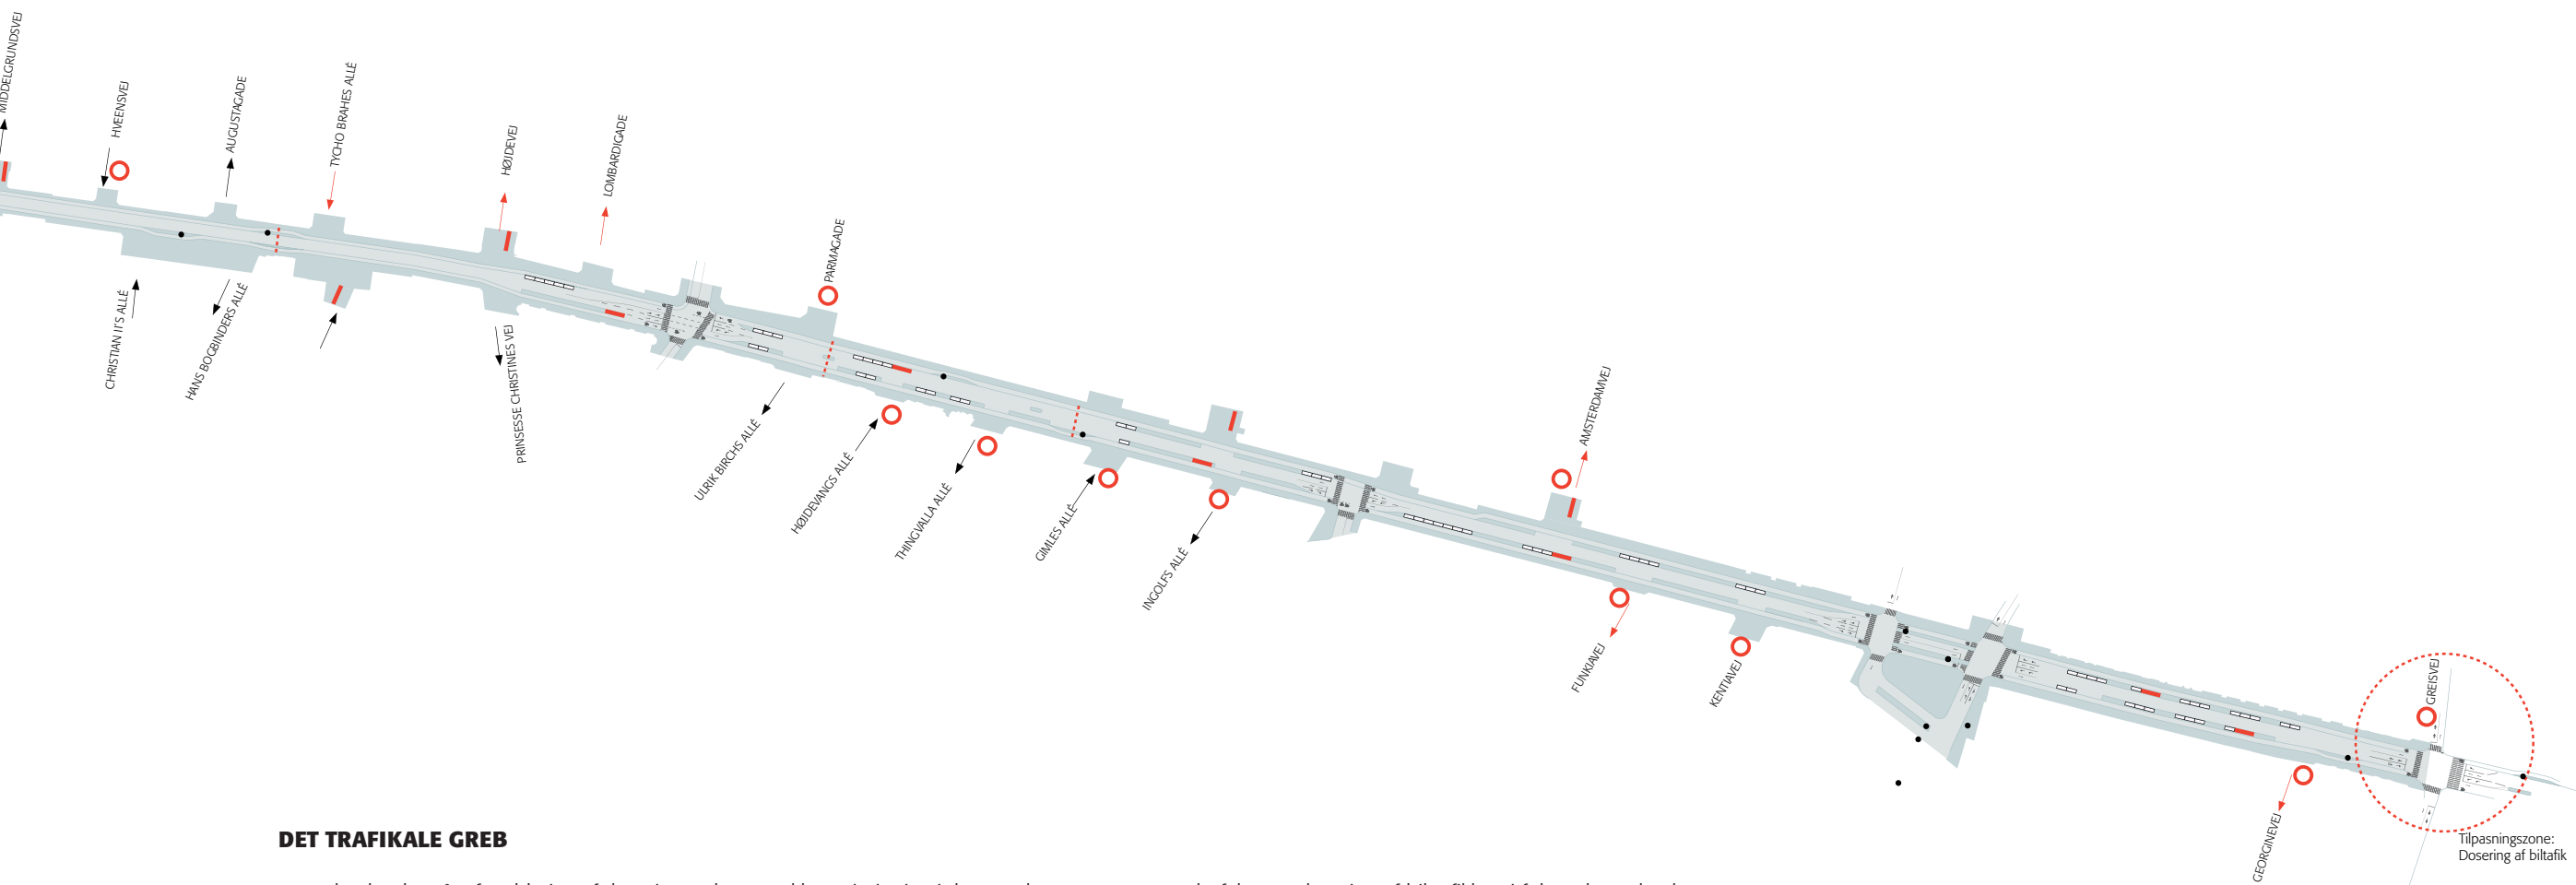 MIDDELGRUNDSVEJ
HVEENSVEJ
AUGUSTAGADE
TYCHO BRAHES ALLÉ
HØJDEVEJ
LOMBARDIGADE
PARMAGADE
AMSTERDAMVEJ
GREISVEJ
CHRISTIAN II'S ALLÉ
HANS BOGBINDERS ALLÉ
PRINSESSE CHRISTINES VEJ
ULRIK BIRCHS ALLÉ
HØJDEVANGS ALLÉ
THINGVALLA ALLÉ
GIMLES ALLÉ
INGOLFS ALLÉ
FUNKIAVEJ
KENTIAVEJ
GEORGINEVEJ
Tilpasningszone:
Dosering af biltafik
DET TRAFIKALE GREB